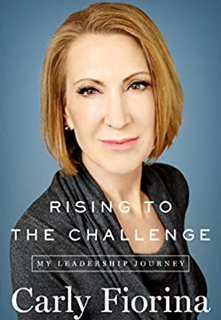 RISING TO
THE CHALLENGE
MY LEADERSHIP JOURNEY
Carly Fiorina